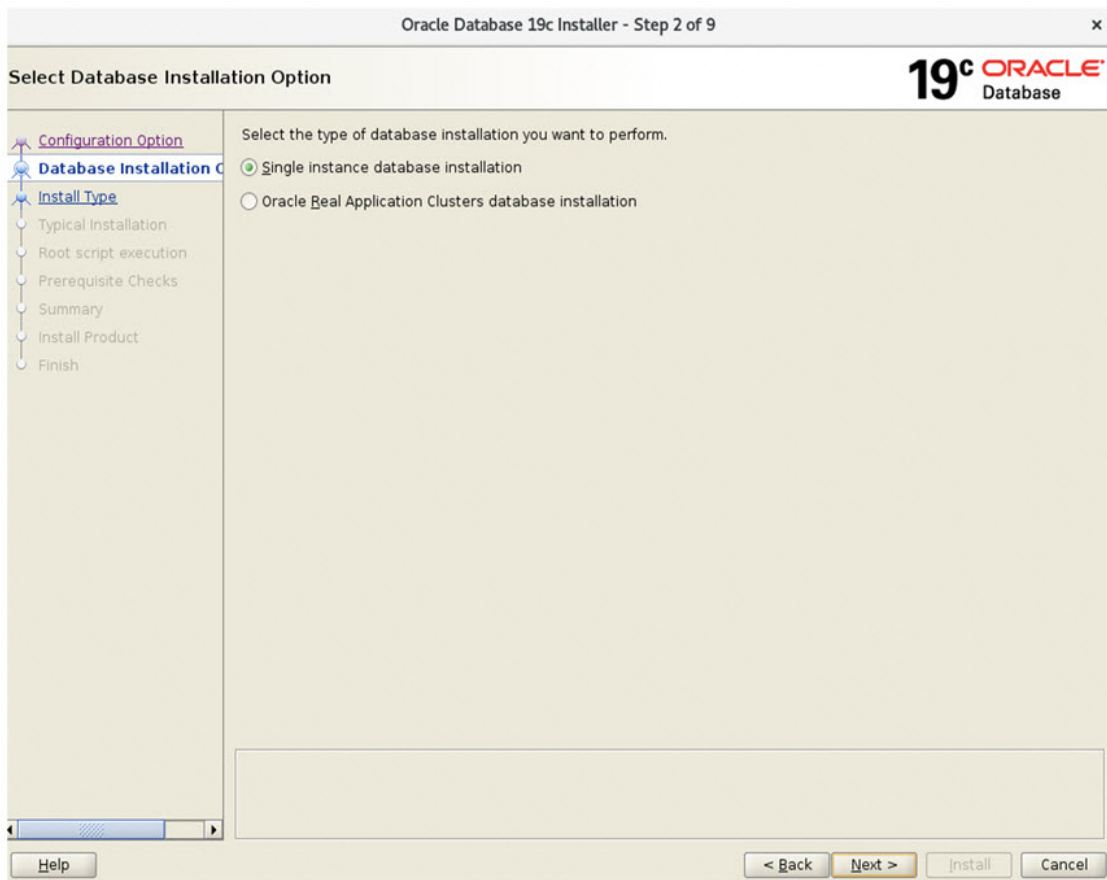 Oracle Database 19c Installer - Step 2 of 9
×
Select Database Installation Option
19c ORACLE
Database
Configuration Option
Database Installation O
Install Type
Typical Installation
Root script execution
Prerequisite Checks
Summary
Install Product
Finish
Select the type of database installation you want to perform.
Single instance database installation
Oracle Real Application Clusters database installation
Help
< Back
Next >
Install
Cancel